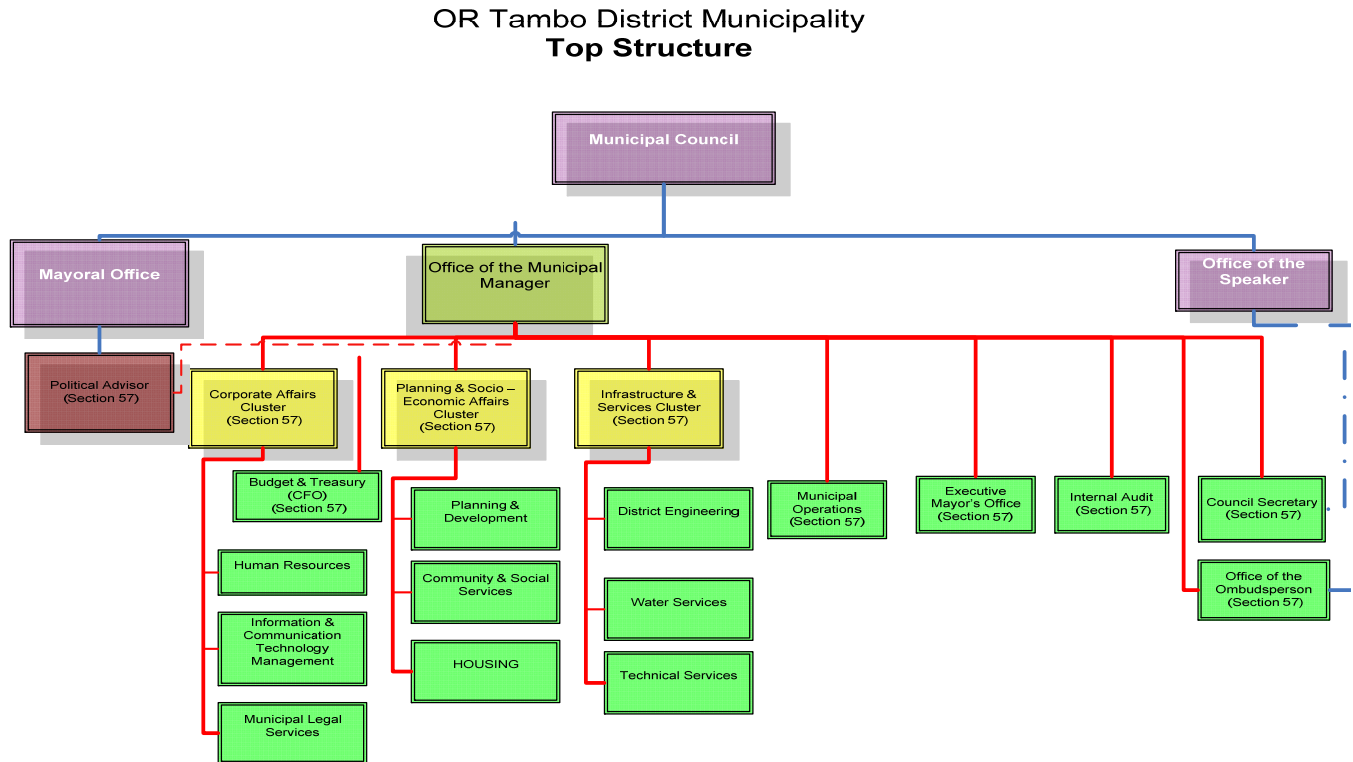 OR Tambo District Municipality
Top Structure
Municipal Council
Mayoral Office
Office of the Municipal
Manager
Office of the
Speaker
Political Advisor
(Section 57)
Corporate Affairs
Cluster
(Section 57)
Planning & Socio –
Economic Affairs
Cluster
(Section 57)
Infrastructure &
Services Cluster
(Section 57)
Budget & Treasury
(CFO)
(Section 57)
Planning &
Development
District Engineering
Municipal
Operations
(Section 57)
Executive
Mayor's Office
(Section 57)
Internal Audit
(Section 57)
Council Secretary
(Section 57)
Human Resources
Community & Social
Services
Water Services
Office of the
Ombudsperson
(Section 57)
Information &
Communication
Technology
Management
HOUSING
Technical Services
Municipal Legal
Services